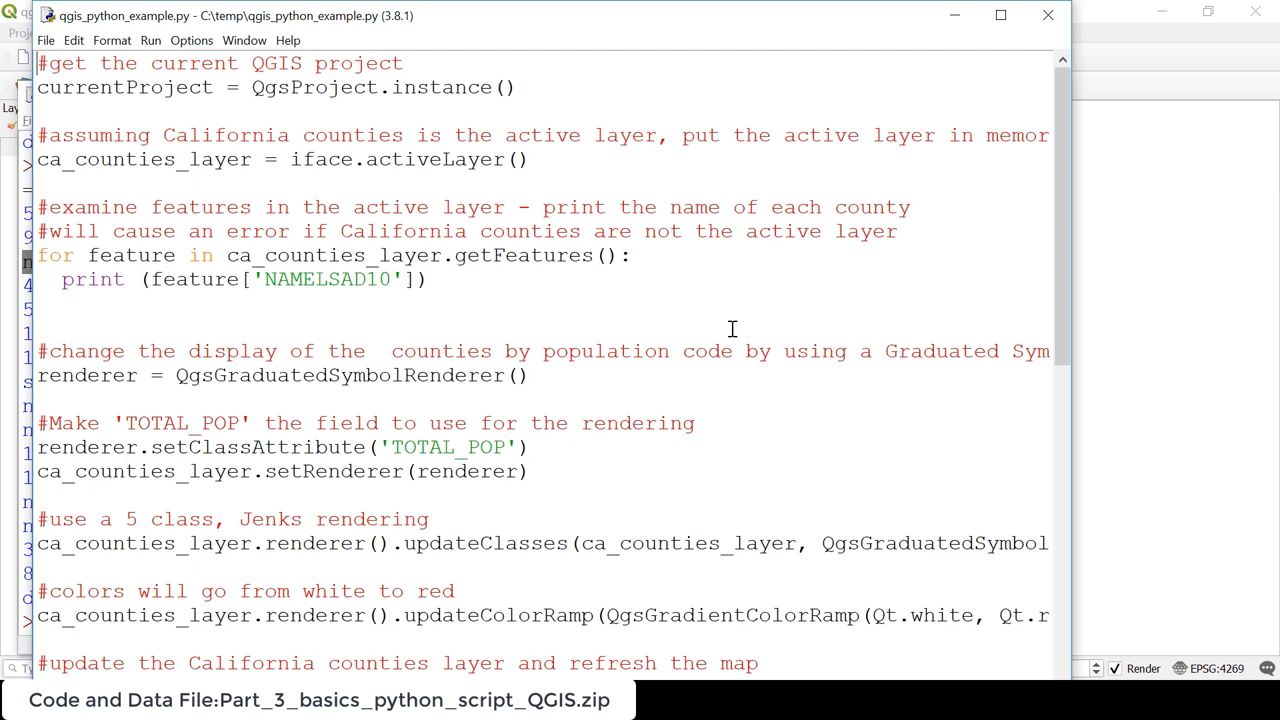 qgis_python_example.py - C:\temp\qgis_python_example.py (3.8.1)
File Edit Format Run Options Window Help
#get the current QGIS project
currentProject = QgsProject.instance()
#assuming California counties is the active layer, put the active layer in memor
ca_counties_layer = iface.activeLayer()
#examine features in the active layer - print the name of each county
#will cause an error if California counties are not the active layer
for feature in ca_counties_layer.getFeatures():
  print (feature['NAMELSAD10'])
#change the display of the  counties by population code by using a Graduated Sym
renderer = QgsGraduatedSymbolRenderer()
#Make 'TOTAL_POP' the field to use for the rendering
renderer.setClassAttribute('TOTAL_POP')
ca_counties_layer.setRenderer(renderer)
#use a 5 class, Jenks rendering
ca_counties_layer.renderer().updateClasses(ca_counties_layer, QgsGraduatedSymbol
#colors will go from white to red
ca_counties_layer.renderer().updateColorRamp(QgsGradientColorRamp(Qt.white, Qt.r
#update the California counties layer and refresh the map
Render EPSG:4269
Code and Data File:Part_3_basics_python_script_QGIS.zip